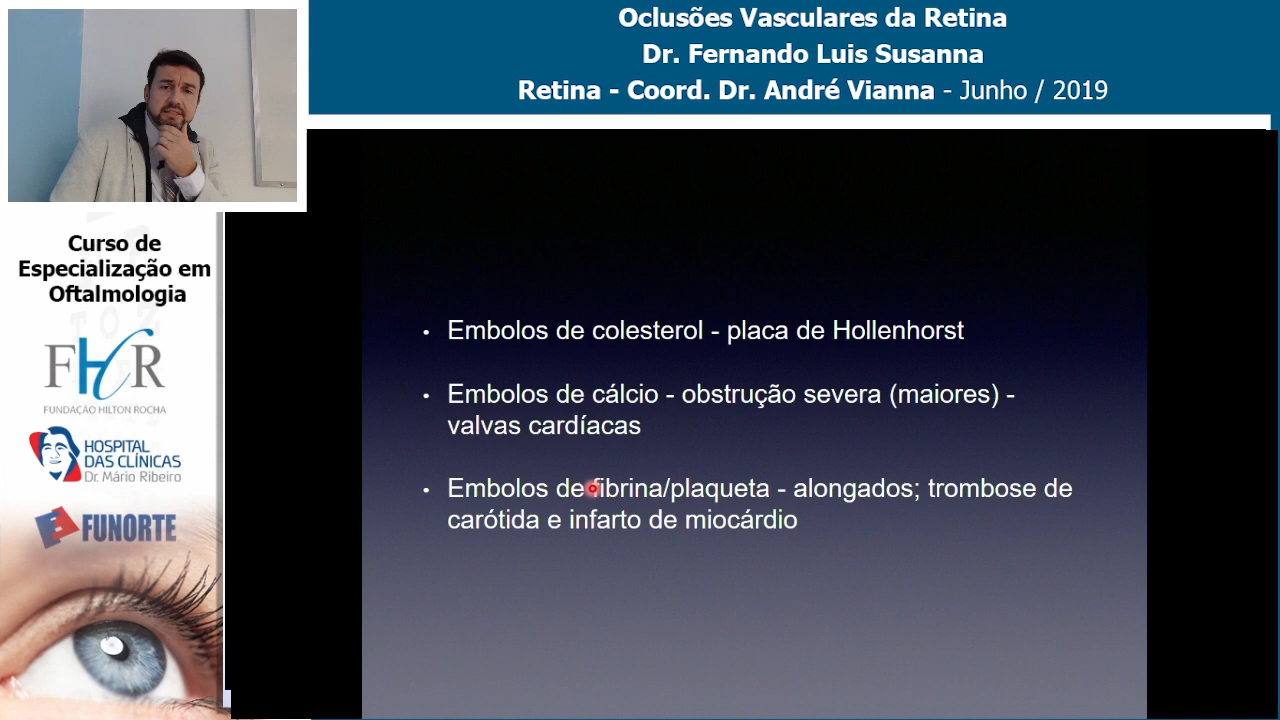 Oclusões Vasculares da Retina
Dr. Fernando Luis Susanna
Retina - Coord. Dr. André Vianna - Junho / 2019
Curso de
Especialização em
Oftalmologia
FHR
FUNDAÇÃO HILTON ROCHA
HOSPITAL
DAS CLÍNICAS
Dr. Mário Ribeiro
FUNORTE
• Embolos de colesterol - placa de Hollenhorst
• Embolos de cálcio - obstrução severa (maiores) -
valvas cardíacas
• Embolos de fibrina/plaqueta - alongados; trombose de
carótida e infarto de miocárdio